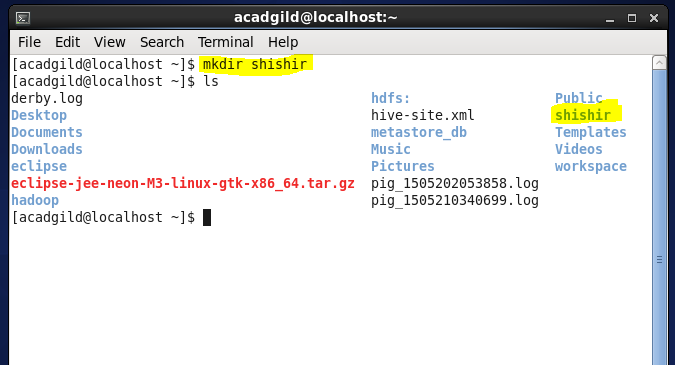 acadgild@localhost:~
File Edit View Search Terminal Help
[acadgild@localhost ~]$ mkdir shishir
[acadgild@localhost ~]$ ls
derby.log hdfs: Public
Desktop hive-site.xml shishir
Documents metastore_db Templates
Downloads Music Videos
eclipse Pictures workspace
eclipse-jee-neon-M3-linux-gtk-x86_64.tar.gz pig_1505202053858.log
hadoop pig_1505210340699.log
[acadgild@localhost ~]$